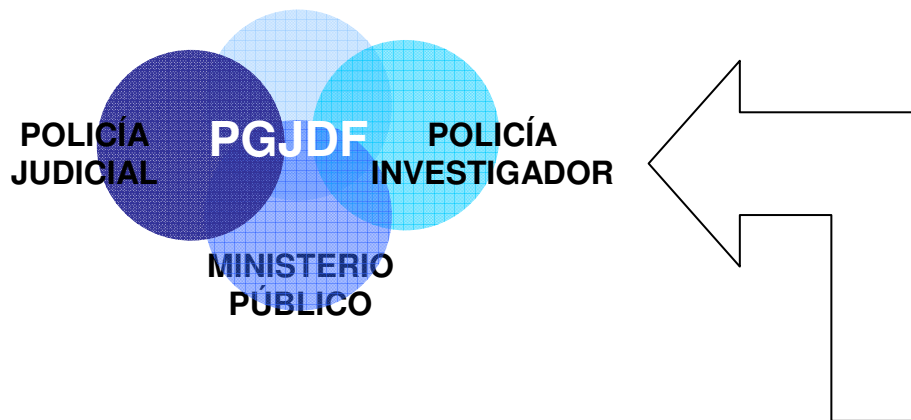 POLICÍA
JUDICIAL
PGJDF
POLICÍA
INVESTIGADOR
MINISTERIO
PÚBLICO